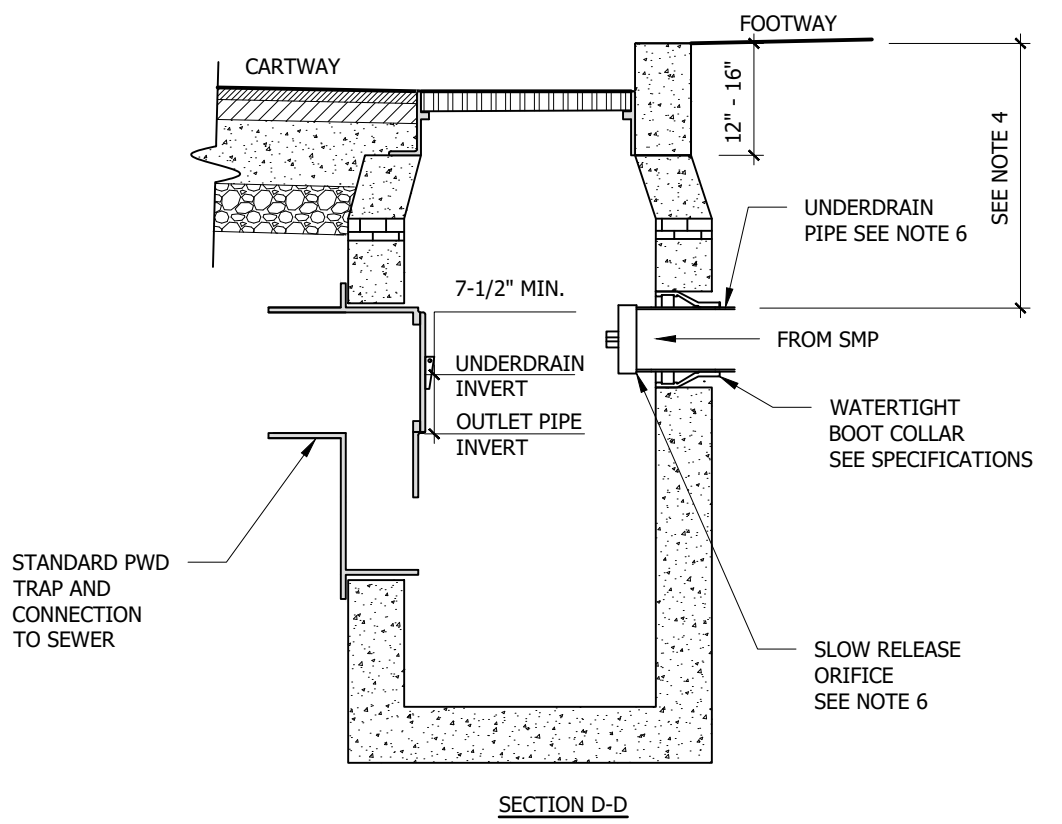 FOOTWAY
CARTWAY
12" - 16"
SEE NOTE 4
UNDERDRAIN
PIPE SEE NOTE 6
7-1/2" MIN.
FROM SMP
UNDERDRAIN
INVERT
OUTLET PIPE
INVERT
WATERTIGHT
BOOT COLLAR
SEE SPECIFICATIONS
STANDARD PWD
TRAP AND
CONNECTION
TO SEWER
SLOW RELEASE
ORIFICE
SEE NOTE 6
SECTION D-D